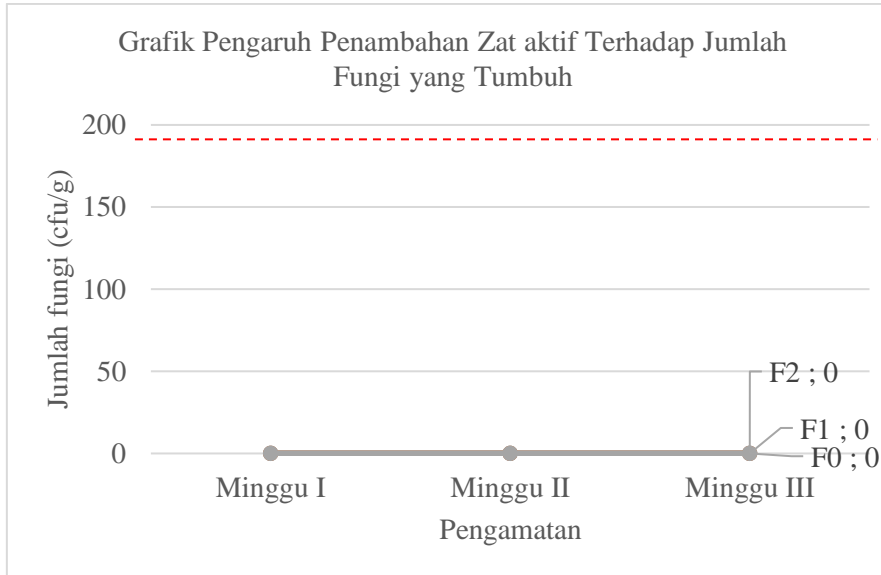 Grafik Pengaruh Penambahan Zat aktif Terhadap Jumlah
Fungi yang Tumbuh
Jumlah fungi (cfu/g)
200
150
100
50
0
F2 ; 0
F1 ; 0
F0 ; 0
Minggu I
Minggu II
Minggu III
Pengamatan